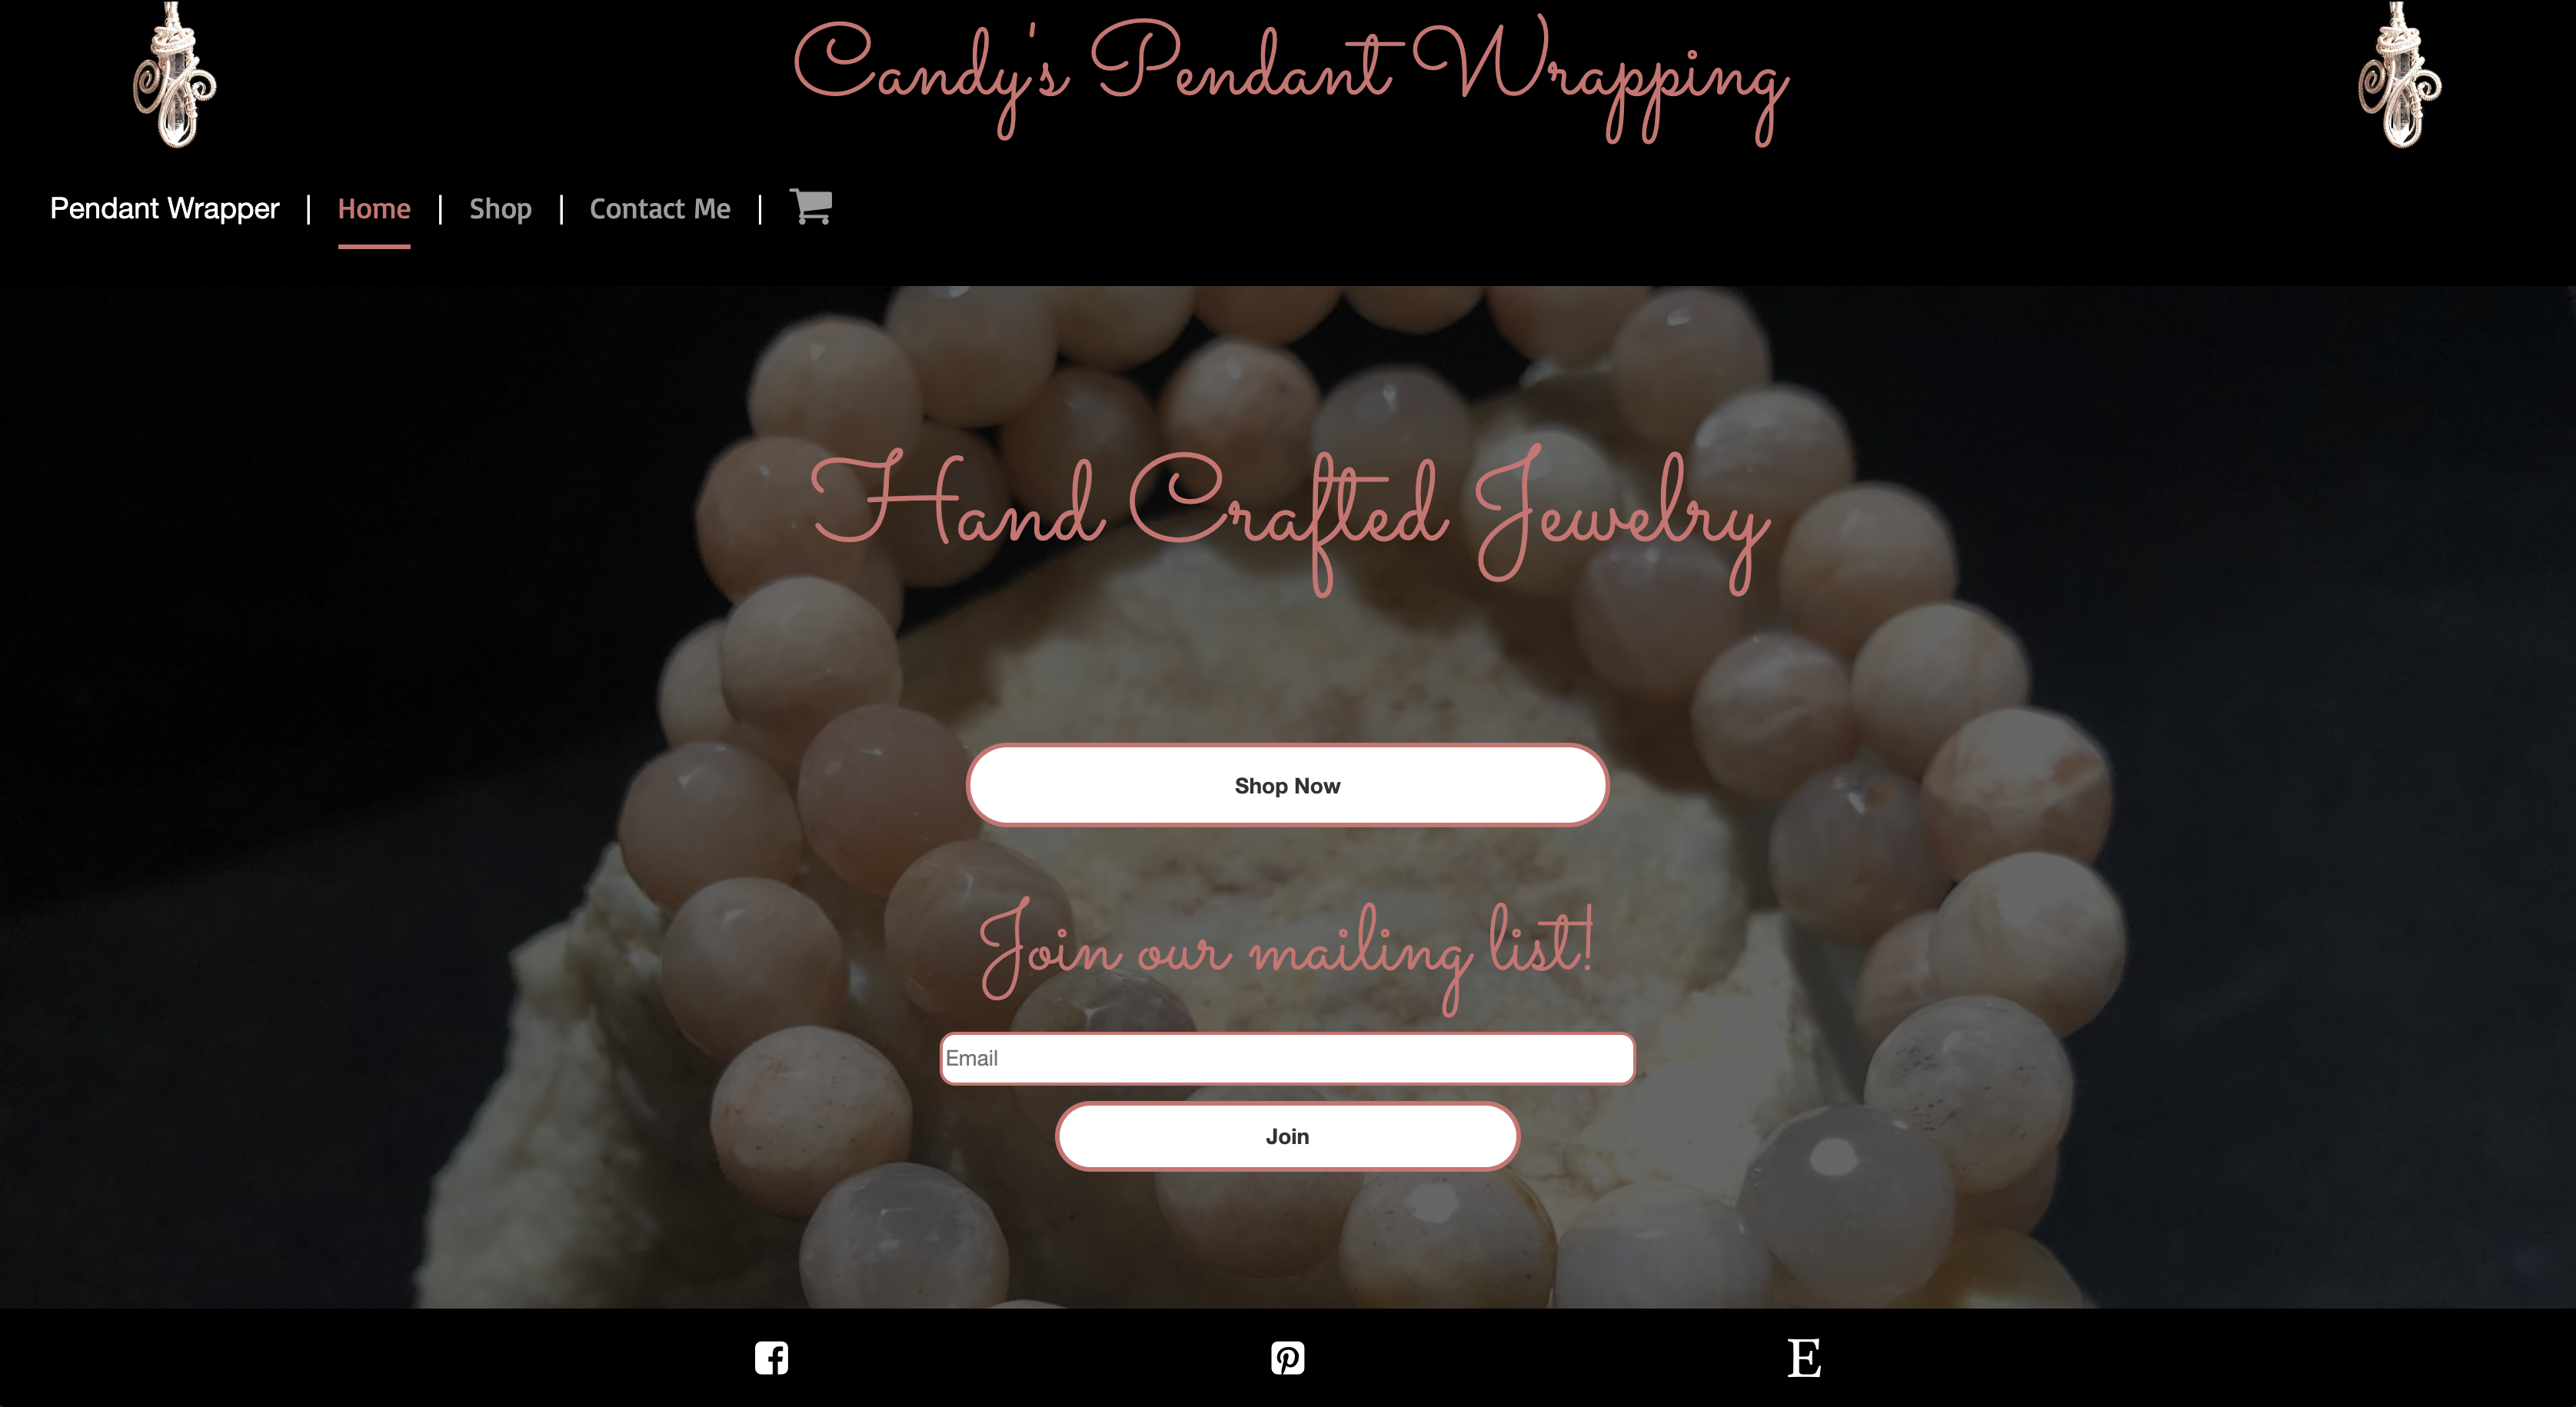 Candy's Pendant Wrapping
Pendant Wrapper | Home | Shop | Contact Me |
Hand Crafted Jewelry
Shop Now
Join our mailing list!
Email
Join
E